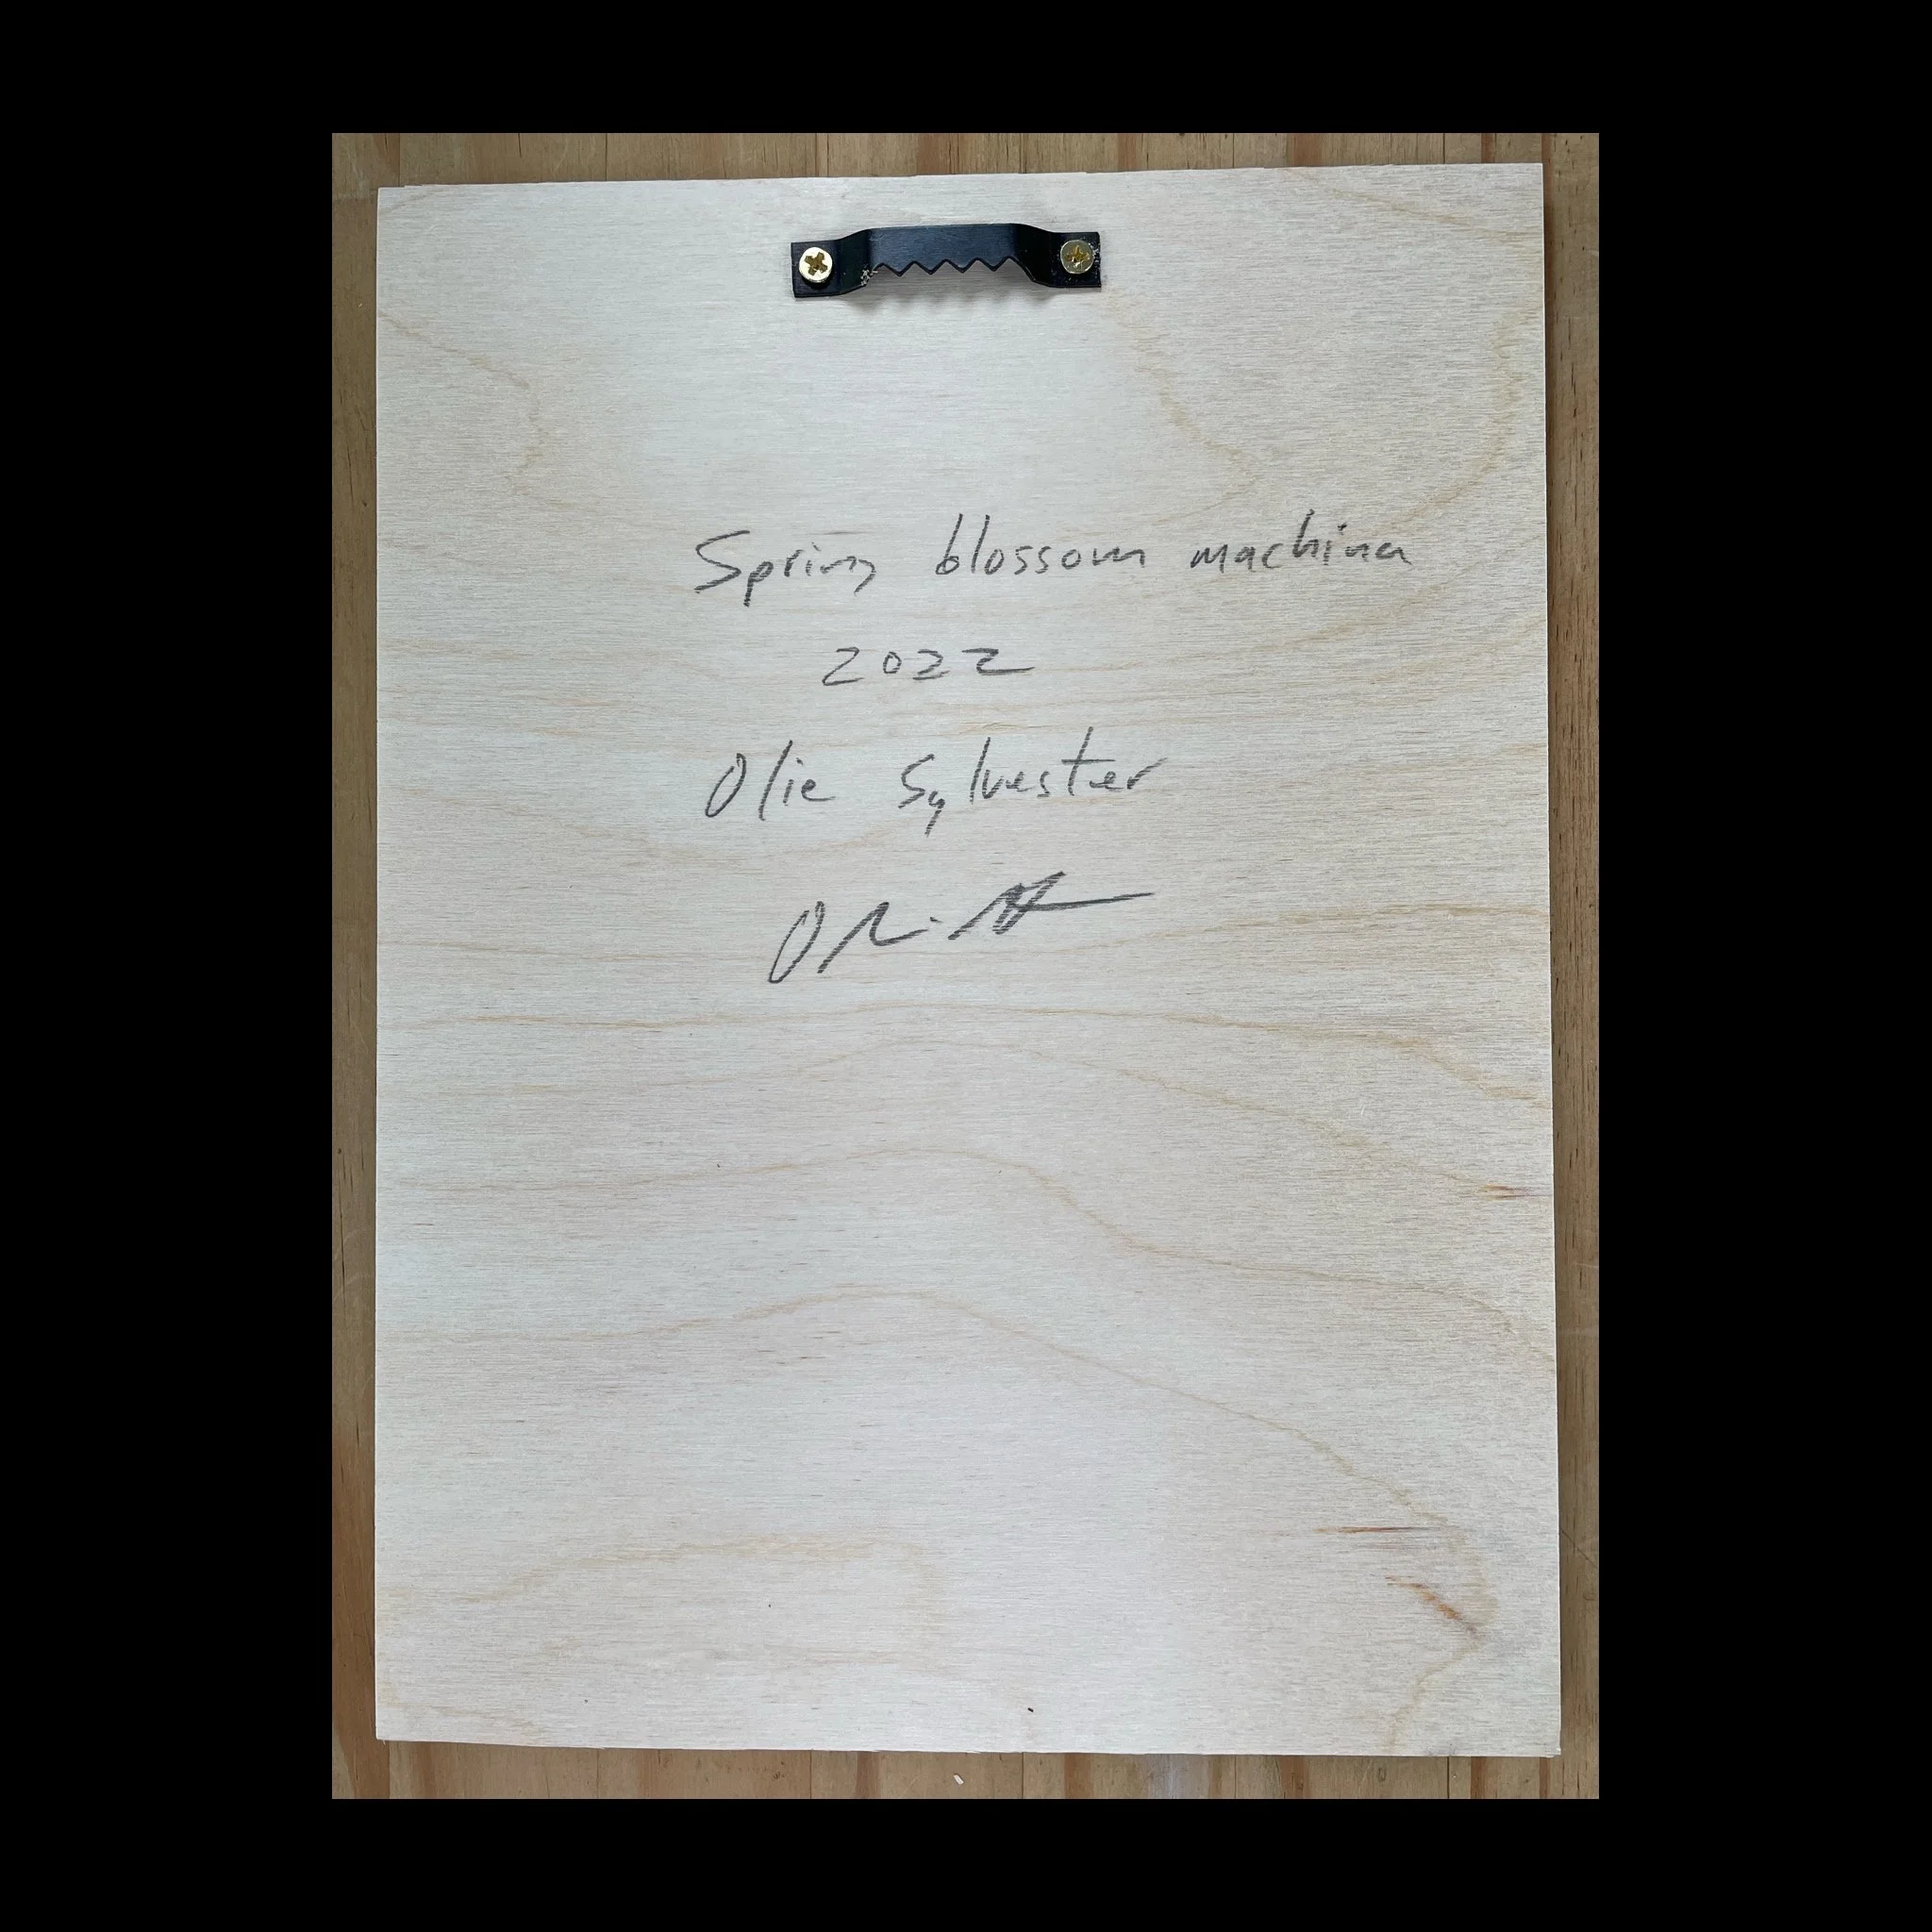 Spring blossom machina
2022
Olie Sylvester